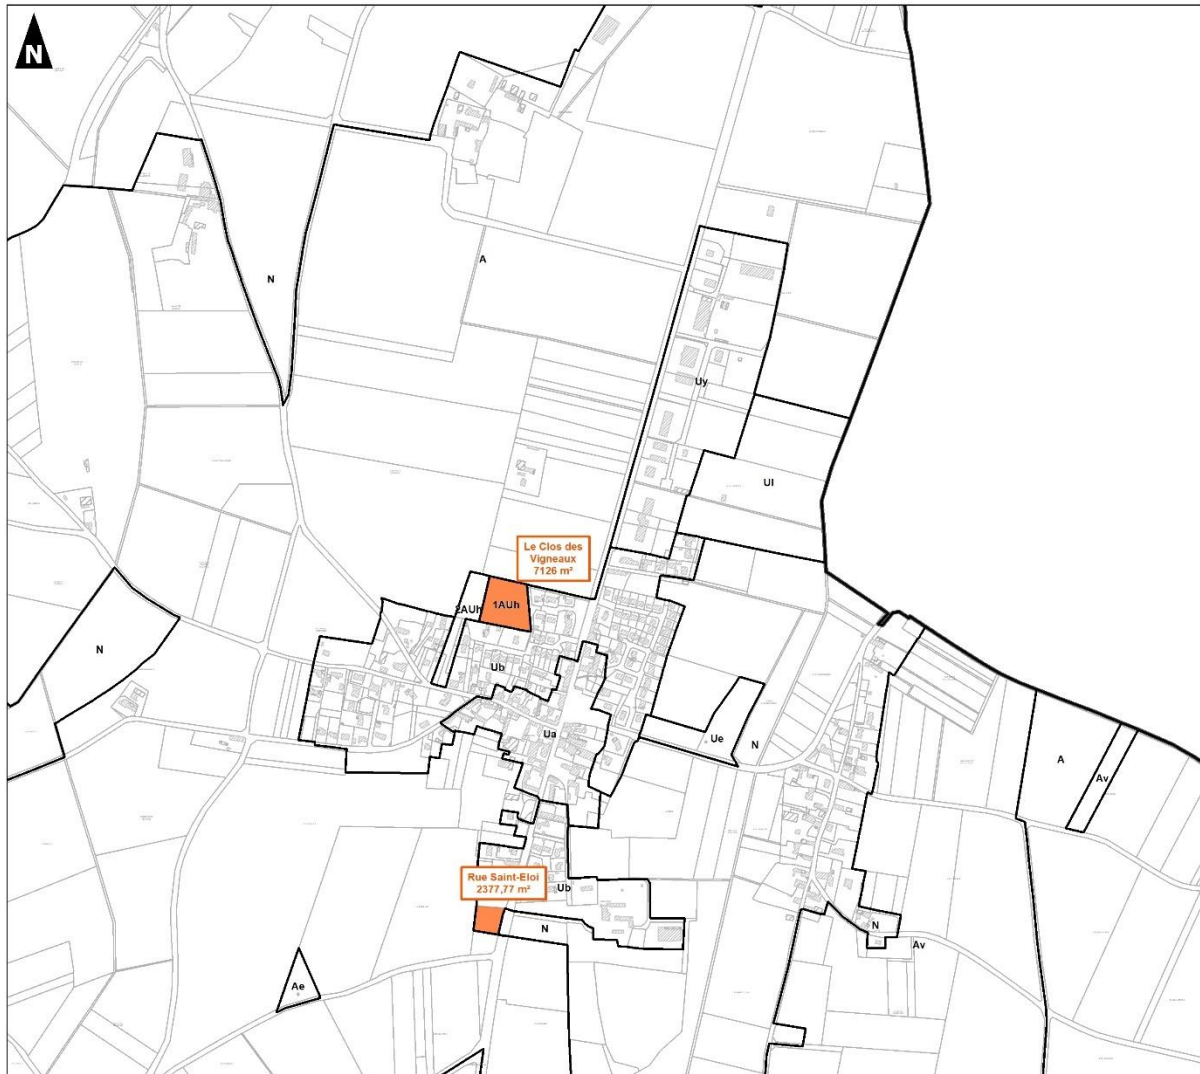 N
N
A
Uy
Ul
Le Clos des
Vigneaux
7126 m²
2AUh
1AUh
N
Ub
Ua
Ue
N
A
Av
Rue Saint-Eloi
2377,77 m²
Ub
N
N
Av
Ae